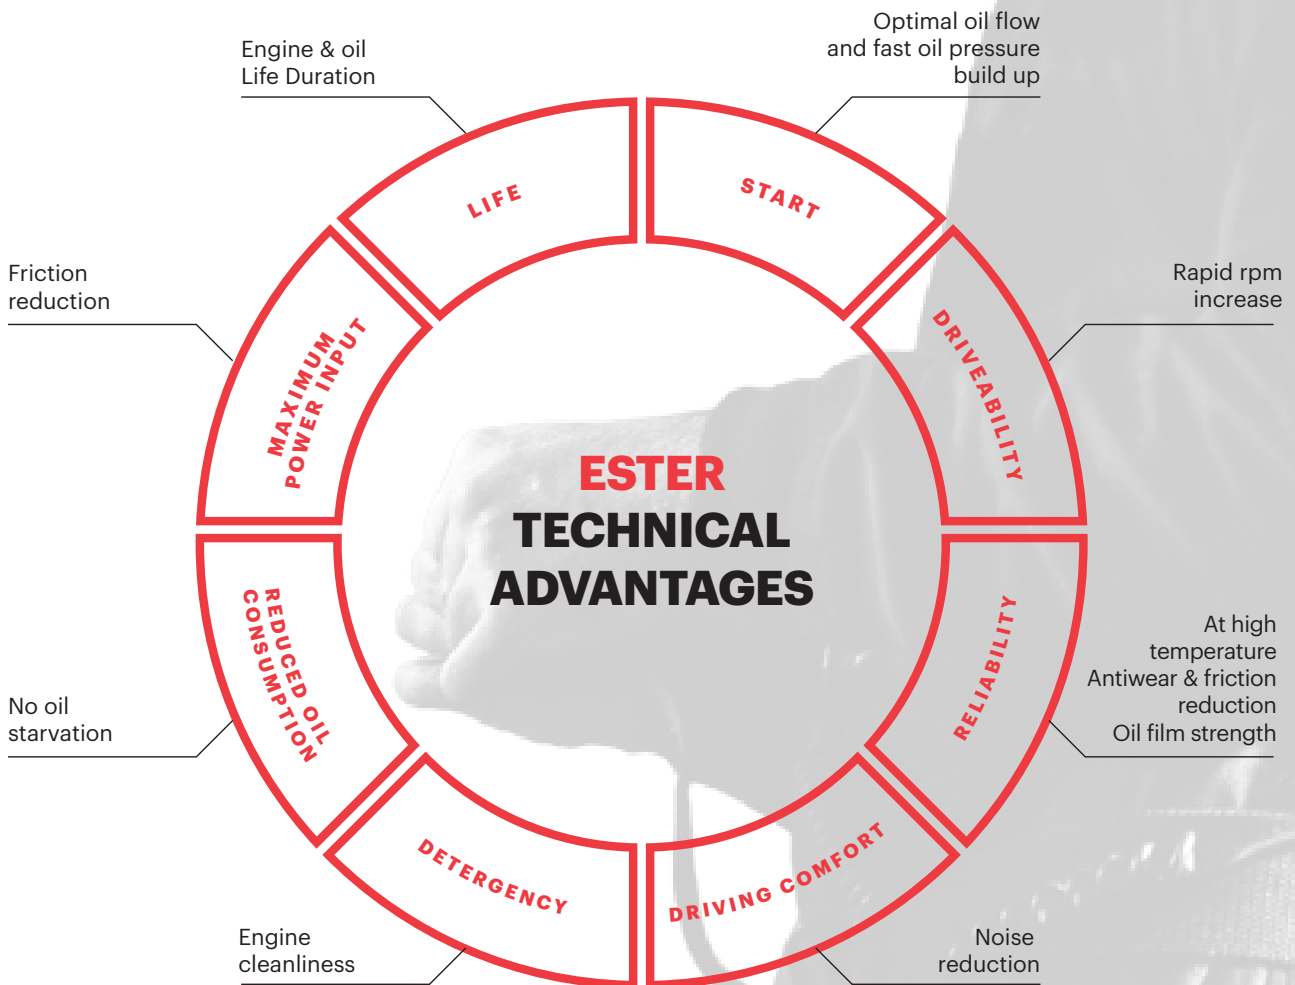 Engine & oil
Life Duration
Optimal oil flow
and fast oil pressure
build up
LIFE
START
Friction
reduction
Rapid rpm
increase
MAXIMUM
POWER INPUT
DRIVEABILITY
ESTER
TECHNICAL
ADVANTAGES
REDUCED OIL
CONSUMPTION
RELIABILITY
No oil
starvation
At high
temperature
Antiwear & friction
reduction
Oil film strength
DETERGENCY
DRIVING COMFORT
Engine
cleanliness
Noise
reduction